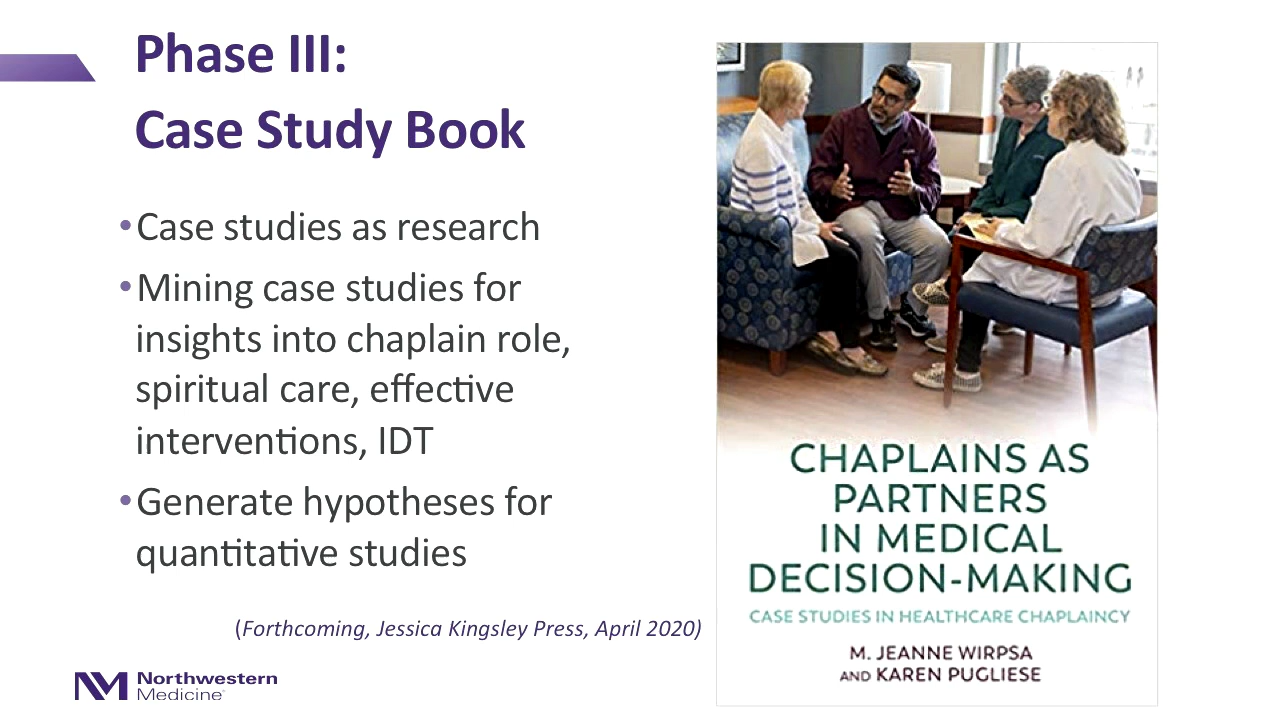 Phase III:
Case Study Book
•Case studies as research
•Mining case studies for
insights into chaplain role,
spiritual care, effective
interventions, IDT
•Generate hypotheses for
quantitative studies
(Forthcoming, Jessica Kingsley Press, April 2020)
Northwestern
Medicine
CHAPLAINS AS
PARTNERS
IN MEDICAL
DECISION-MAKING
CASE STUDIES IN HEALTHCARE CHAPLAINCY
M. JEANNE WIRPSA
AND KAREN PUGLIESE